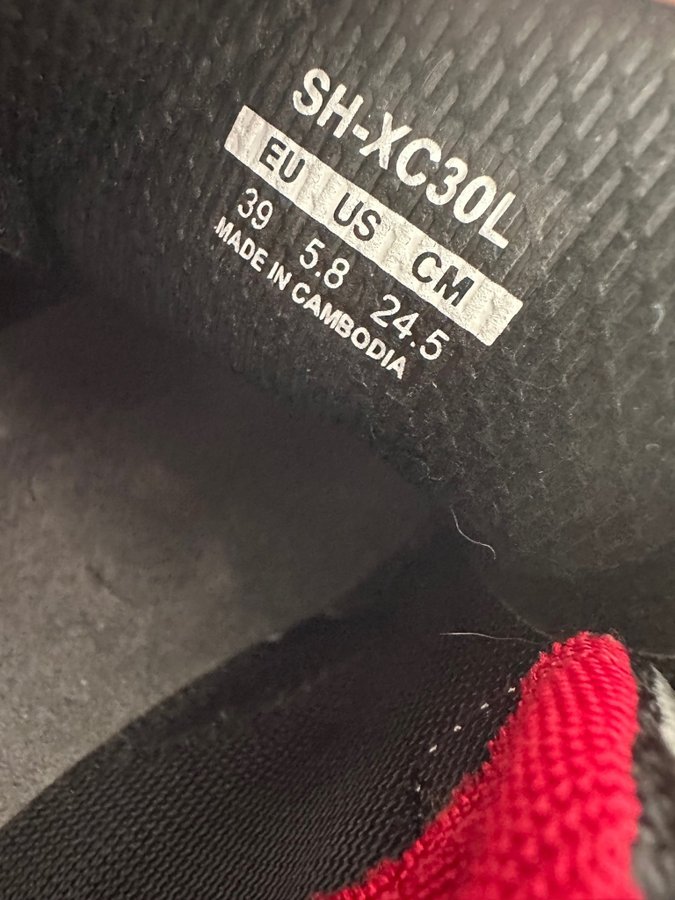 SH-XC30L
EU US CM
39 5.8 24.5
MADE IN CAMBODIA